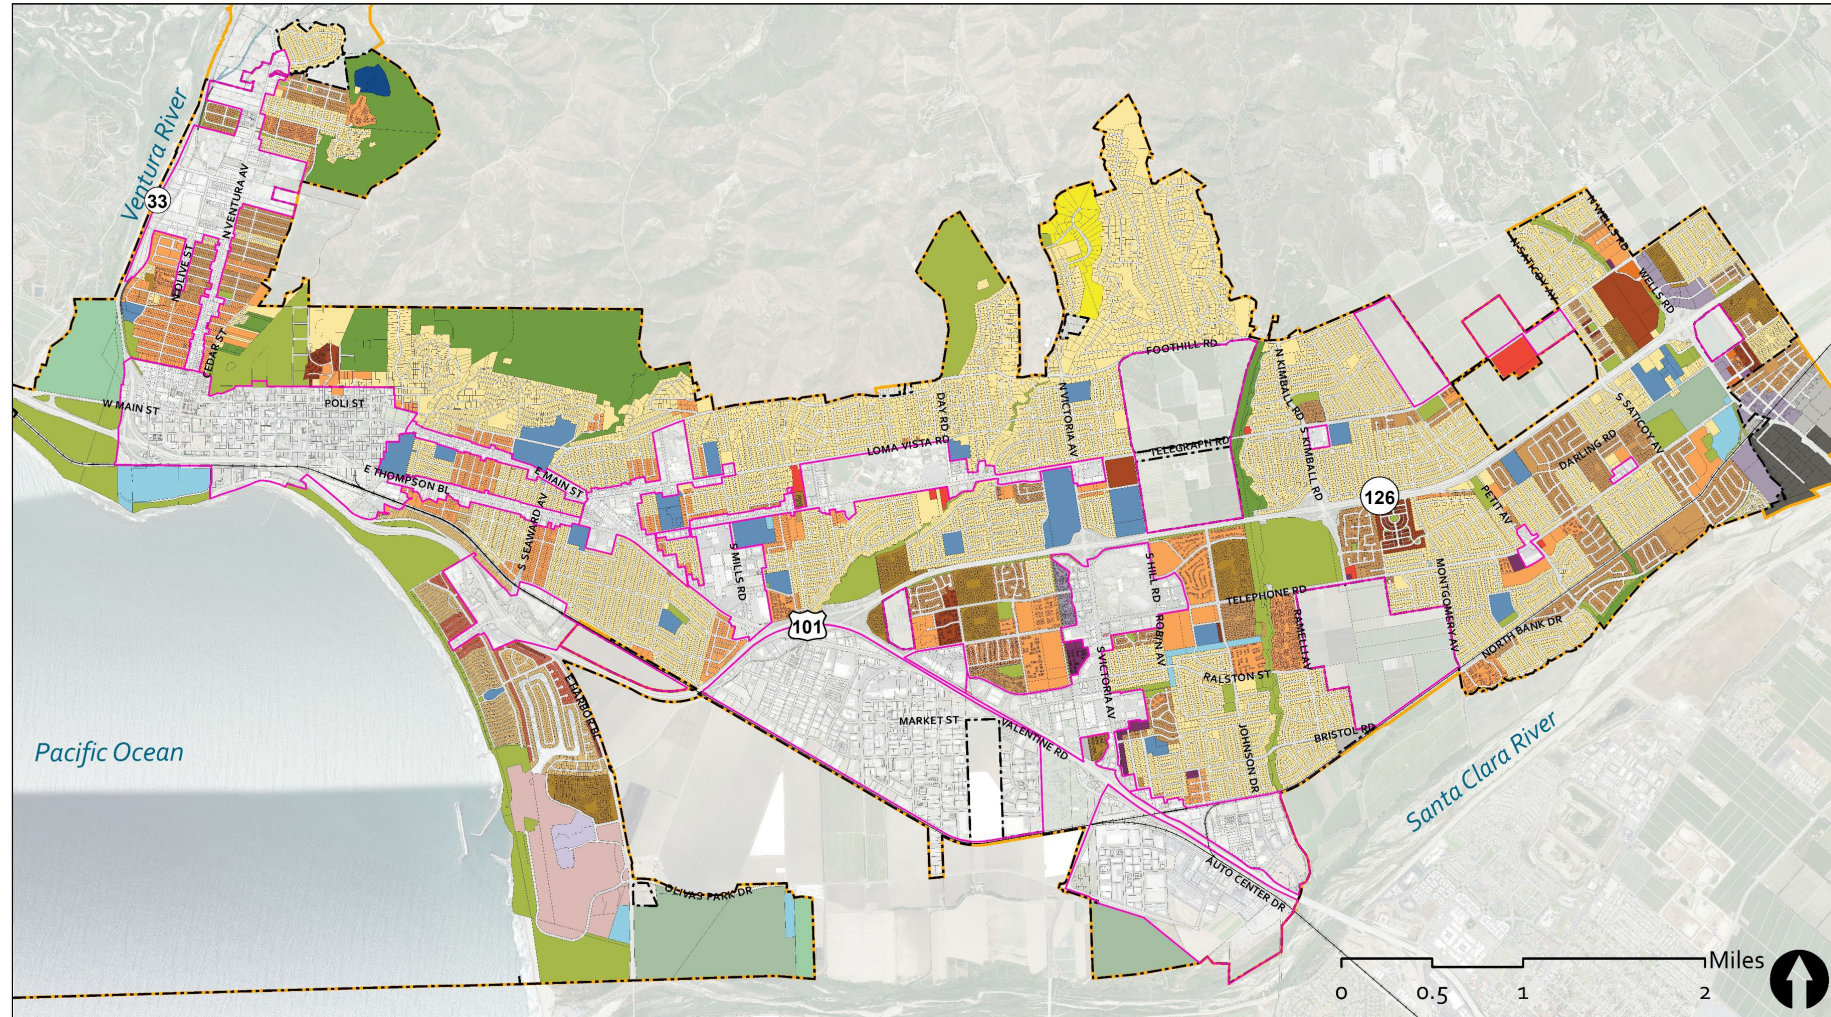 Ventura River
33
N VENTURA AV
N OLIVE ST
CEDAR ST
W MAIN ST
POLI ST
E THOMPSON BL
E MAIN ST
S SEAWARD AV
S MILLS RD
LOMA VISTA RD
DAY RD
N VICTORIA AV
FOOTHILL RD
TELEGRAPH RD
N KIMBALL RD
S KIMBALL RD
N SATICOY AV
N WELLS RD
WELLS RD
S SATICOY AV
DARLING RD
PETIT AV
126
MONTGOMERY AV
NORTH BANK DR
TELEPHONE RD
RAMELLI AV
S HILL RD
ROBIN AV
RALSTON ST
S VICTORIA AV
JOHNSON DR
BRISTOL RD
101
MARKET ST
VALENTINE RD
E HARBOR BL
OLIVAS PARK DR
AUTO CENTER DR
Pacific Ocean
Santa Clara River
Miles
0 0.5 1 2